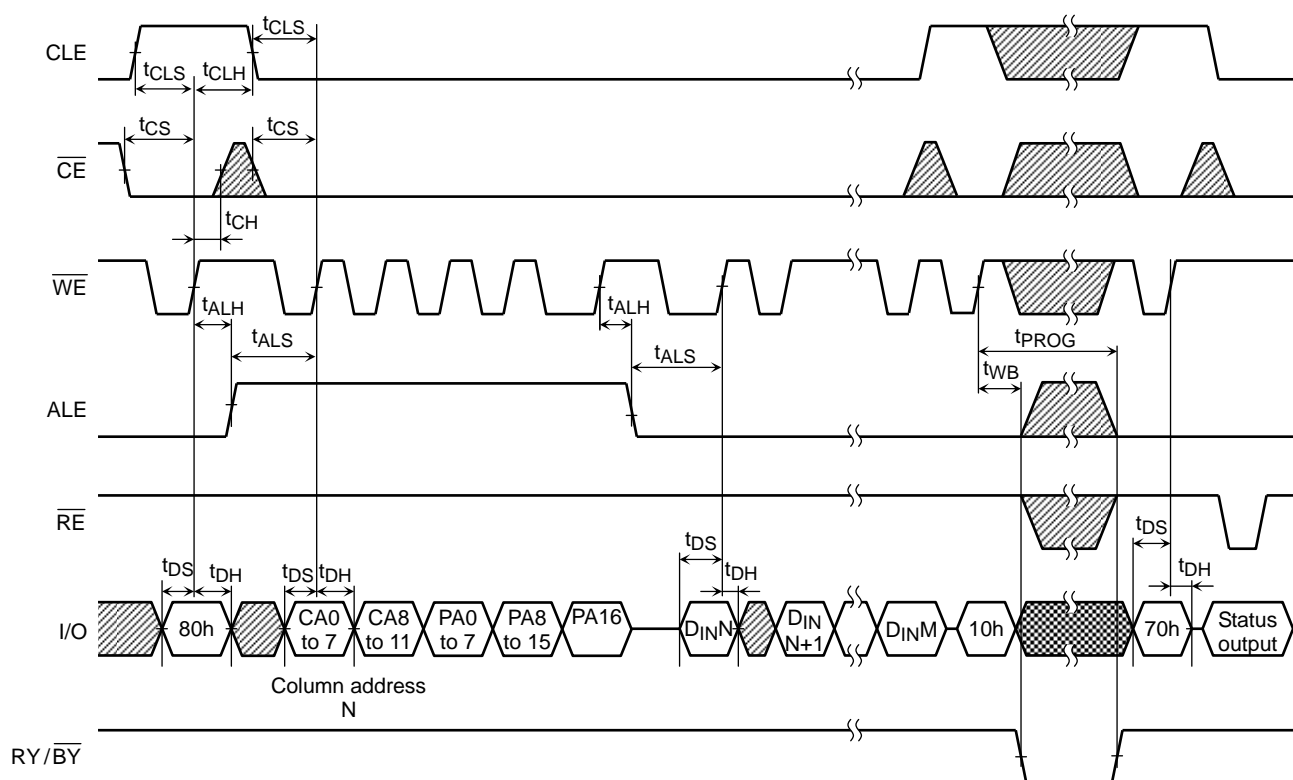 CLE
tCLS
tCLS
tCLH
CE
tCS
tCS
tCH
WE
tALH
tALH
tALS
tALS
tPROG
tWB
ALE
RE
tDS
tDH
tDS
tDH
tDS
tDH
tDS
tDH
I/O
80h
CA0 to 7
CA8 to 11
PA0 to 7
PA8 to 15
PA16
DINN
DIN N+1
DINM
10h
70h
Status output
Column address
N
RY/BY